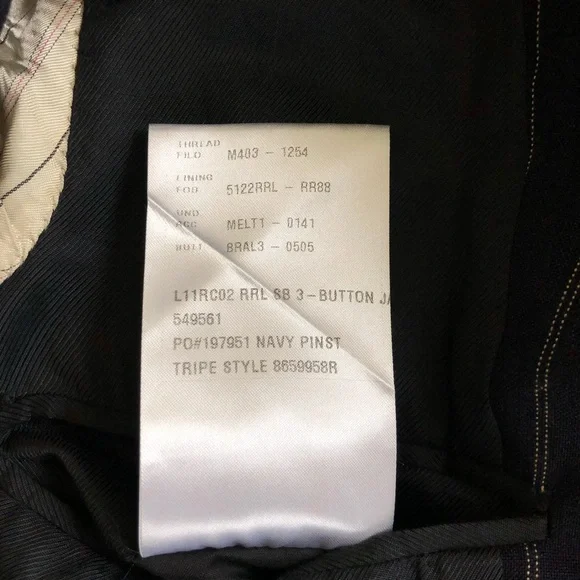 THREAD
FILO M403 - 1254
LINING
FOD 5122RRL - RR88
UND
ACC MELT1 - 0141
BUTT BRAL3 - 0505
L11RC02 RRL SB 3-BUTTON JA
549561
PO#197951 NAVY PINST
TRIPE STYLE 8659958R